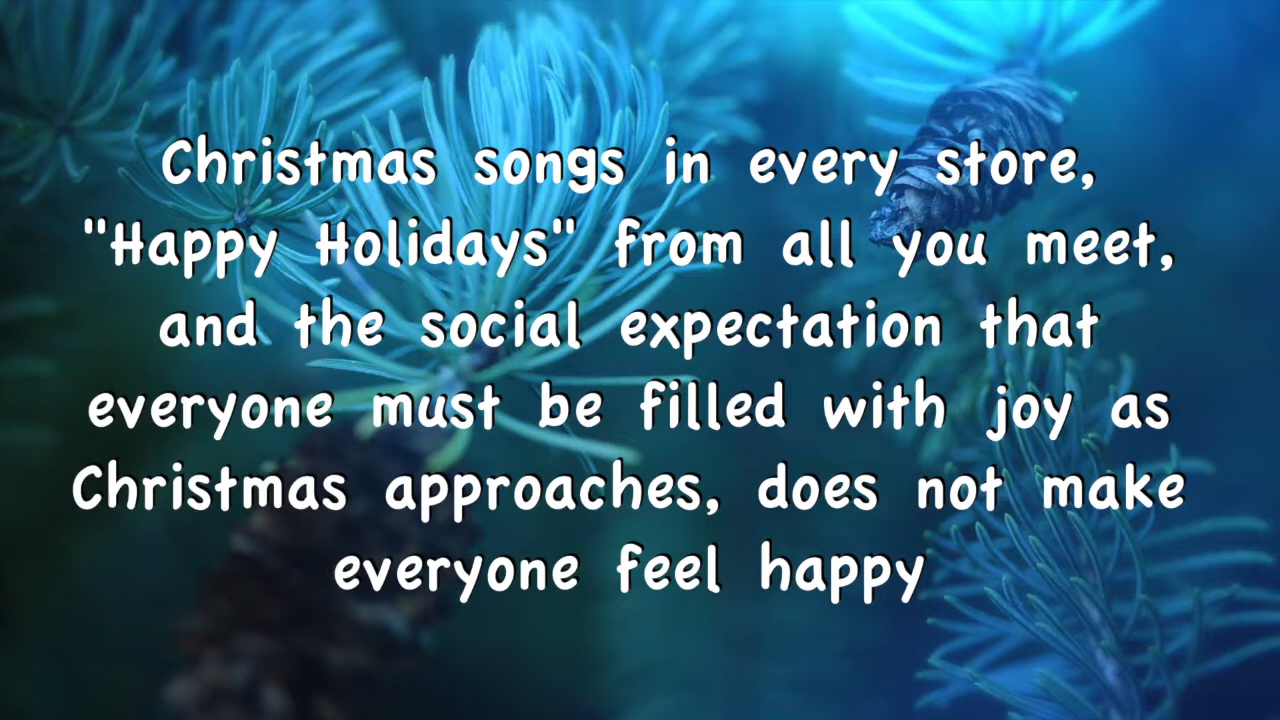 Christmas songs in every store,
"Happy Holidays" from all you meet,
and the social expectation that
everyone must be filled with joy as
Christmas approaches, does not make
everyone feel happy